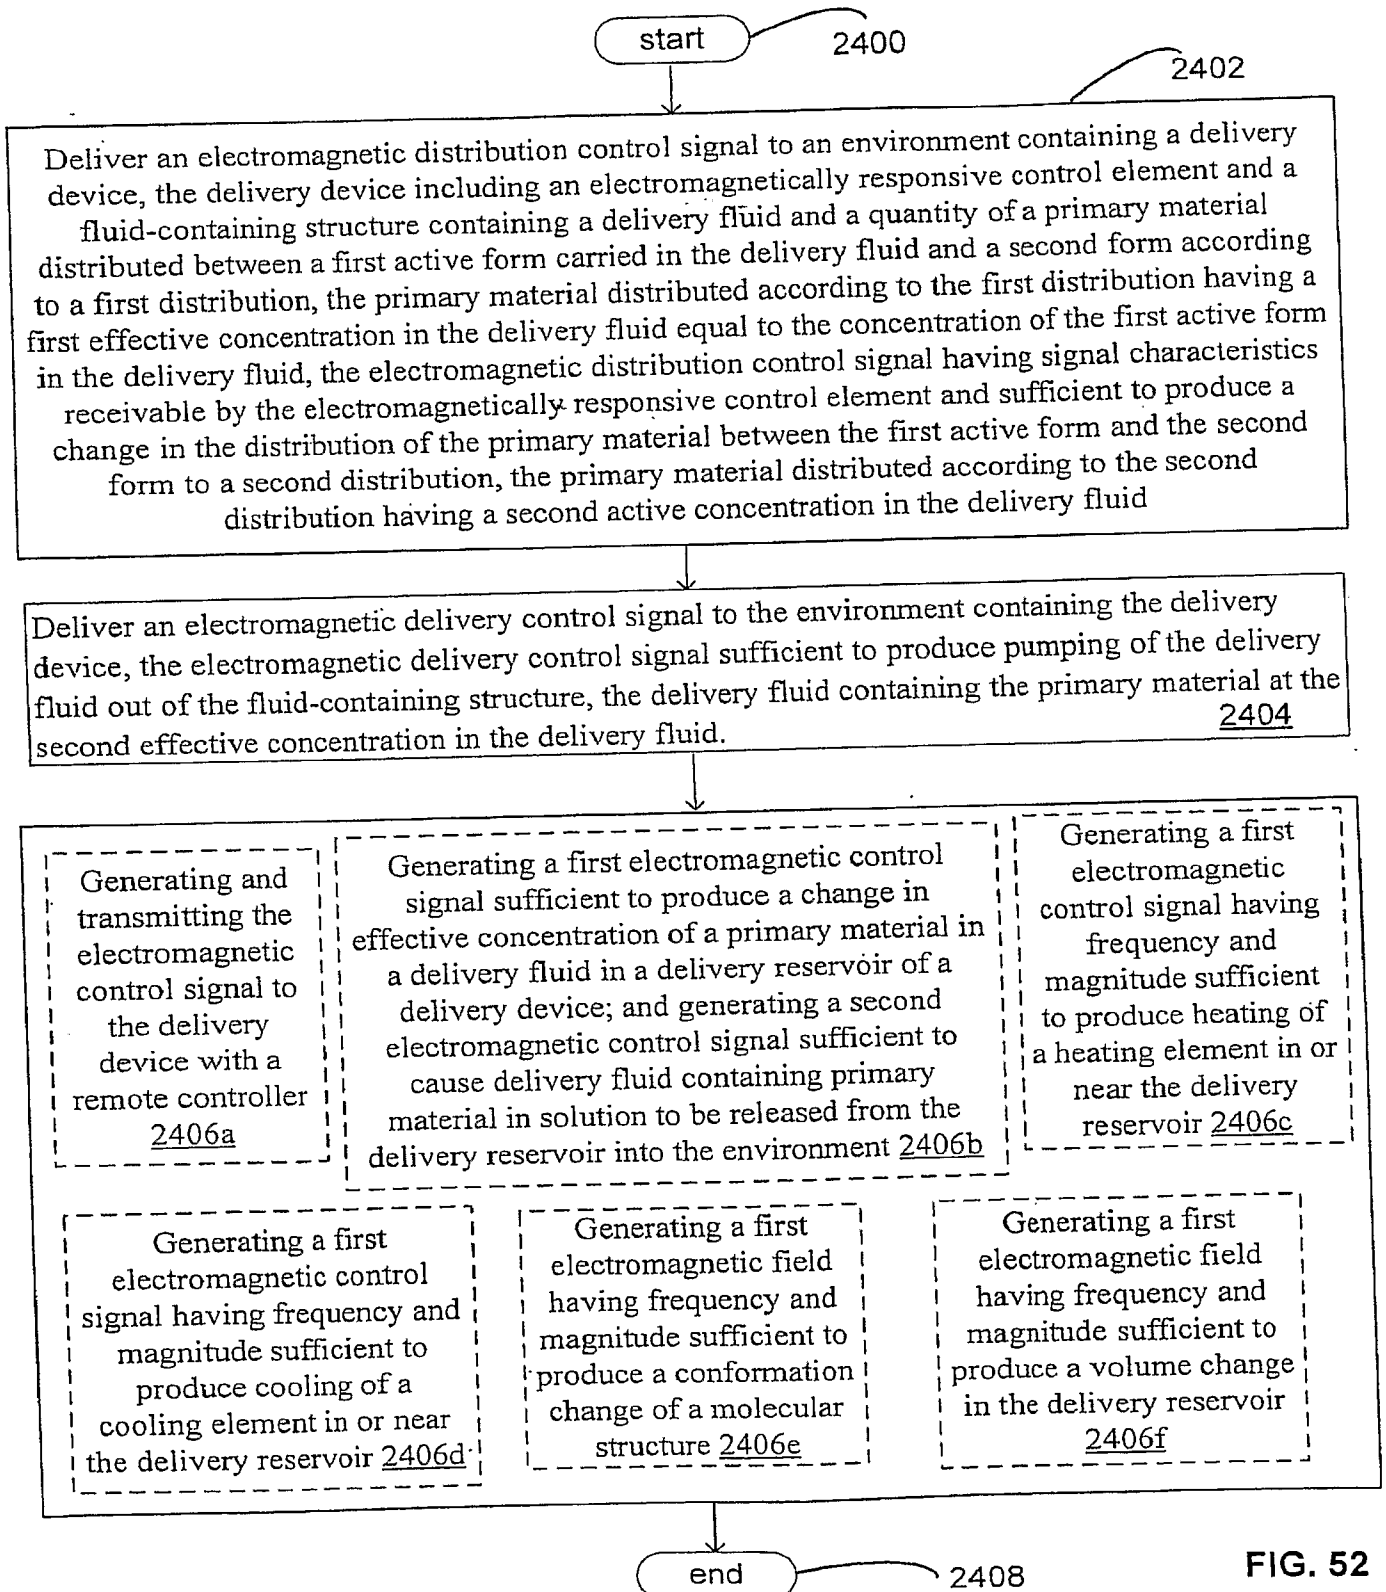 start
2400
2402
Deliver an electromagnetic distribution control signal to an environment containing a delivery
device, the delivery device including an electromagnetically responsive control element and a
fluid-containing structure containing a delivery fluid and a quantity of a primary material
distributed between a first active form carried in the delivery fluid and a second form according
to a first distribution, the primary material distributed according to the first distribution having a
first effective concentration in the delivery fluid equal to the concentration of the first active form
in the delivery fluid, the electromagnetic distribution control signal having signal characteristics
receivable by the electromagnetically responsive control element and sufficient to produce a
change in the distribution of the primary material between the first active form and the second
form to a second distribution, the primary material distributed according to the second
distribution having a second active concentration in the delivery fluid
Deliver an electromagnetic delivery control signal to the environment containing the delivery
device, the electromagnetic delivery control signal sufficient to produce pumping of the delivery
fluid out of the fluid-containing structure, the delivery fluid containing the primary material at the
second effective concentration in the delivery fluid.
2404
Generating and
transmitting the
electromagnetic
control signal to
the delivery
device with a
remote controller
2406a
Generating a first electromagnetic control
signal sufficient to produce a change in
effective concentration of a primary material in
a delivery fluid in a delivery reservoir of a
delivery device; and generating a second
electromagnetic control signal sufficient to
cause delivery fluid containing primary
material in solution to be released from the
delivery reservoir into the environment 2406b
Generating a first
electromagnetic
control signal having
frequency and
magnitude sufficient
to produce heating of
a heating element in or
near the delivery
reservoir 2406c
Generating a first
electromagnetic control
signal having frequency and
magnitude sufficient to
produce cooling of a
cooling element in or near
the delivery reservoir 2406d
Generating a first
electromagnetic field
having frequency and
magnitude sufficient to
produce a conformation
change of a molecular
structure 2406e
Generating a first
electromagnetic field
having frequency and
magnitude sufficient to
produce a volume change
in the delivery reservoir
2406f
end
2408
FIG. 52